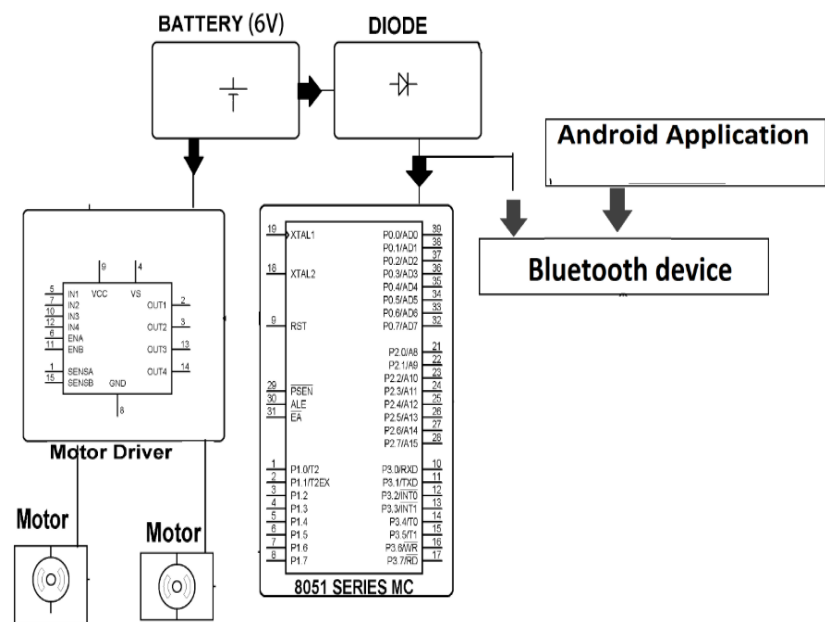 BATTERY (6V)
DIODE
Android Application
Bluetooth device
9
4
VCC
VS
5 IN1
7 IN2
10 IN3
12 IN4
6 ENA
11 ENB
1 SENSA
15 SENSB
GND
8
OUT1 2
OUT2 3
OUT3 13
OUT4 14
Motor Driver
Motor
Motor
19 XTAL1
18 XTAL2
9 RST
29 PSEN
30 ALE
31 EA
1 P1.0/T2
2 P1.1/T2EX
3 P1.2
4 P1.3
5 P1.4
6 P1.5
7 P1.6
8 P1.7
P0.0/AD0 39
P0.1/AD1 38
P0.2/AD2 37
P0.3/AD3 36
P0.4/AD4 35
P0.5/AD5 34
P0.6/AD6 33
P0.7/AD7 32
P2.0/A8 21
P2.1/A9 22
P2.2/A10 23
P2.3/A11 24
P2.4/A12 25
P2.5/A13 26
P2.6/A14 27
P2.7/A15 28
P3.0/RXD 10
P3.1/TXD 11
P3.2/INT0 12
P3.3/INT1 13
P3.4/T0 14
P3.5/T1 15
P3.6/WR 16
P3.7/RD 17
8051 SERIES MC